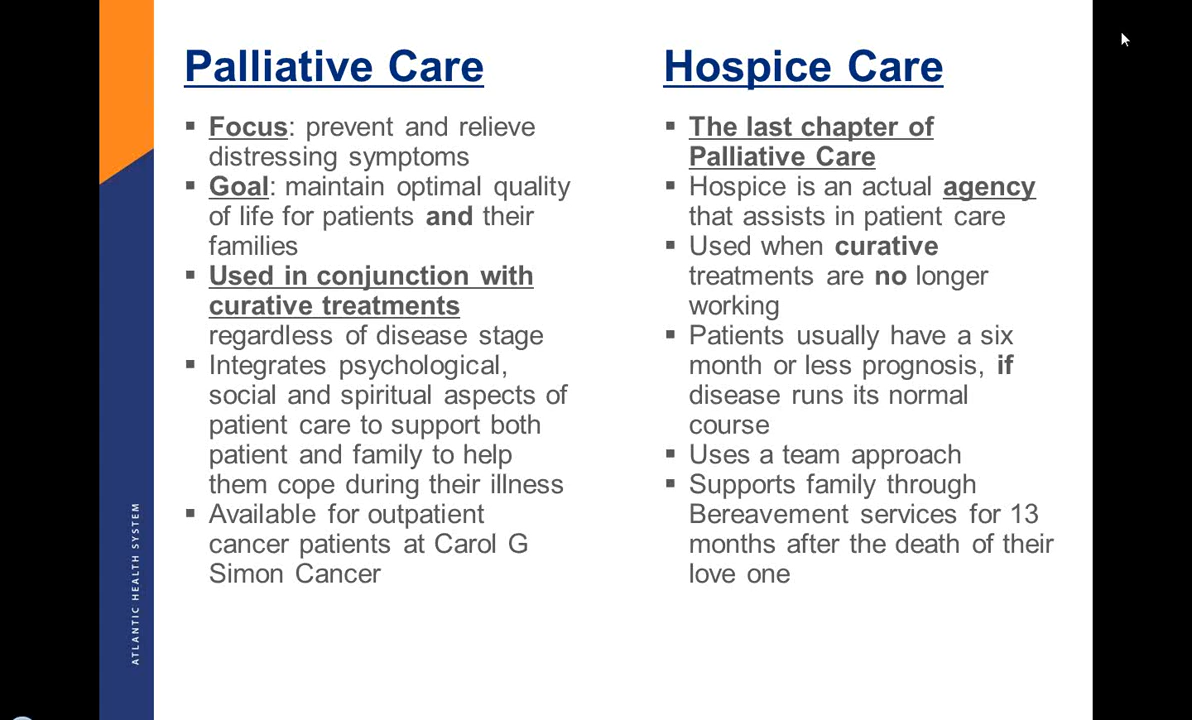 Palliative Care
▪ Focus: prevent and relieve
distressing symptoms
▪ Goal: maintain optimal quality
of life for patients and their
families
▪ Used in conjunction with
curative treatments
regardless of disease stage
▪ Integrates psychological,
social and spiritual aspects of
patient care to support both
patient and family to help
them cope during their illness
▪ Available for outpatient
cancer patients at Carol G
Simon Cancer
Hospice Care
▪ The last chapter of
Palliative Care
▪ Hospice is an actual agency
that assists in patient care
▪ Used when curative
treatments are no longer
working
▪ Patients usually have a six
month or less prognosis, if
disease runs its normal
course
▪ Uses a team approach
▪ Supports family through
Bereavement services for 13
months after the death of their
love one
ATLANTIC HEALTH SYSTEM